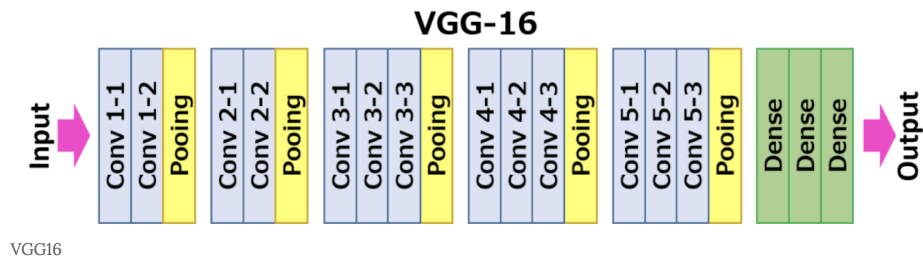 VGG-16
Input
Conv 1-1
Conv 1-2
Pooing
Conv 2-1
Conv 2-2
Pooing
Conv 3-1
Conv 3-2
Conv 3-3
Pooing
Conv 4-1
Conv 4-2
Conv 4-3
Pooing
Conv 5-1
Conv 5-2
Conv 5-3
Pooing
Dense
Dense
Dense
Output
VGG16